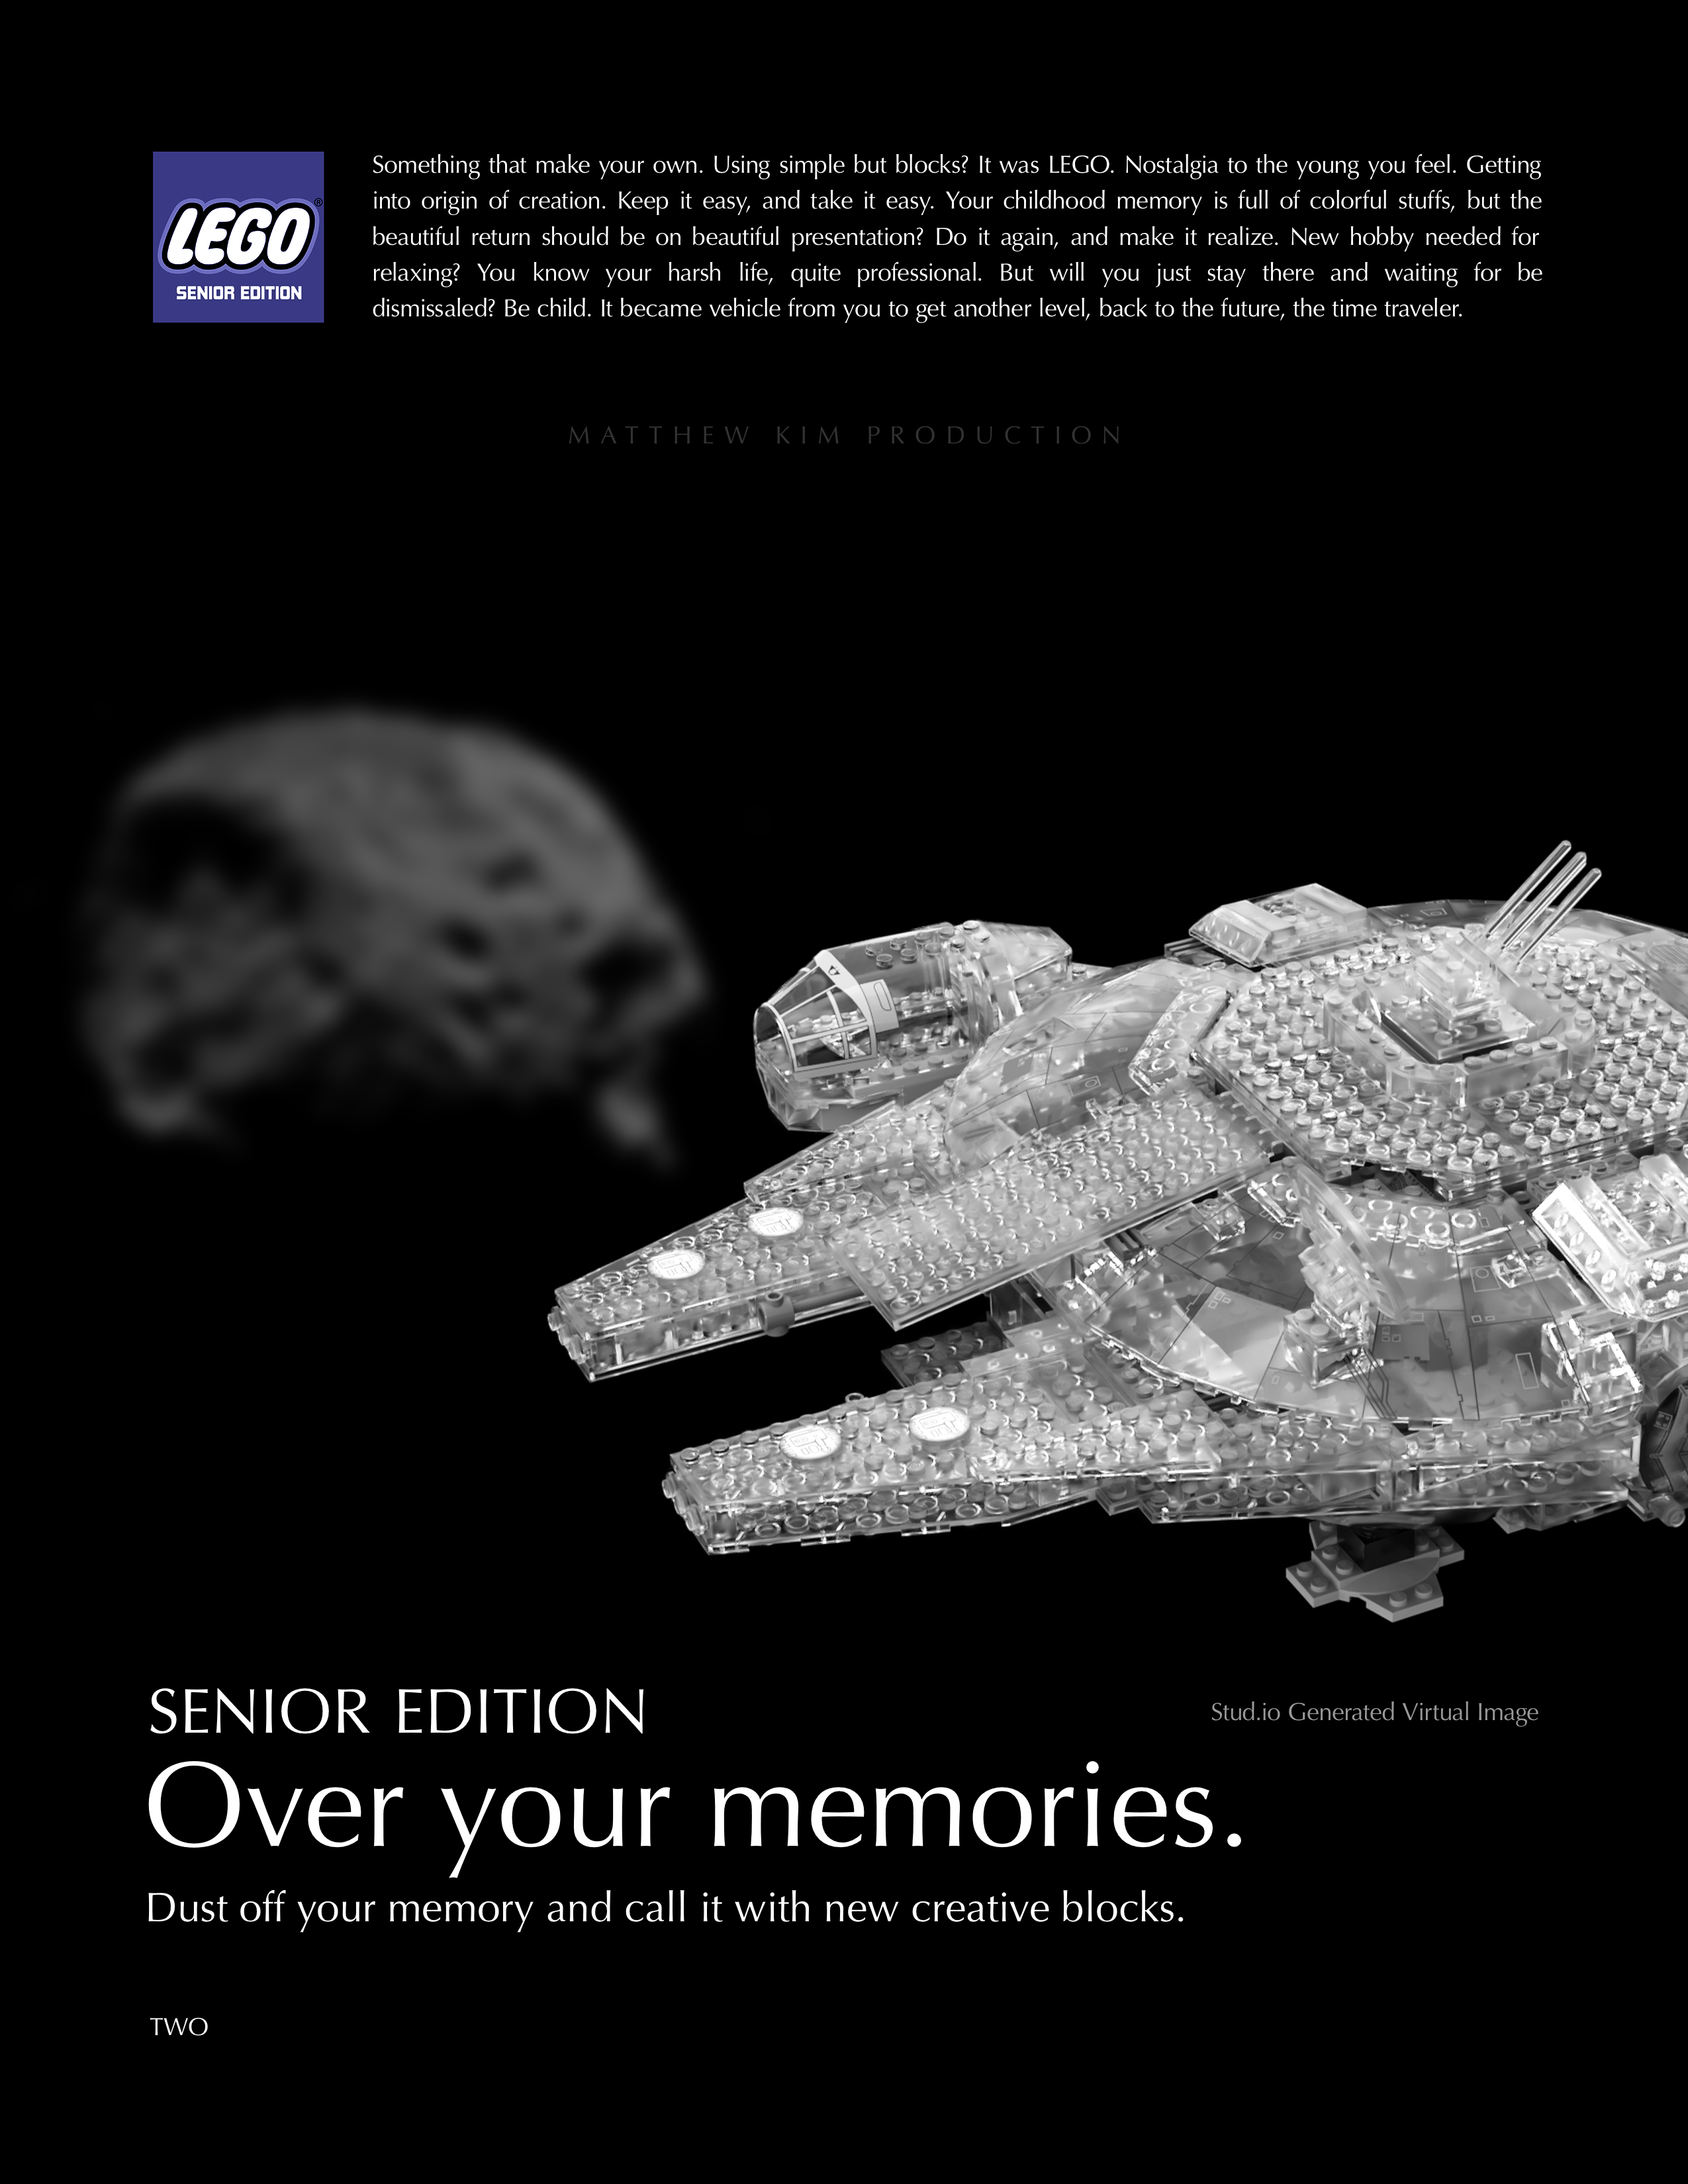 LEGO®
SENIOR EDITION
Something that make your own. Using simple but blocks? It was LEGO. Nostalgia to the young you feel. Getting
into origin of creation. Keep it easy, and take it easy. Your childhood memory is full of colorful stuffs, but the
beautiful return should be on beautiful presentation? Do it again, and make it realize. New hobby needed for
relaxing? You know your harsh life, quite professional. But will you just stay there and waiting for be
dismissaled? Be child. It became vehicle from you to get another level, back to the future, the time traveler.
MATTHEW KIM PRODUCTION
SENIOR EDITION
Stud.io Generated Virtual Image
Over your memories.
Dust off your memory and call it with new creative blocks.
TWO